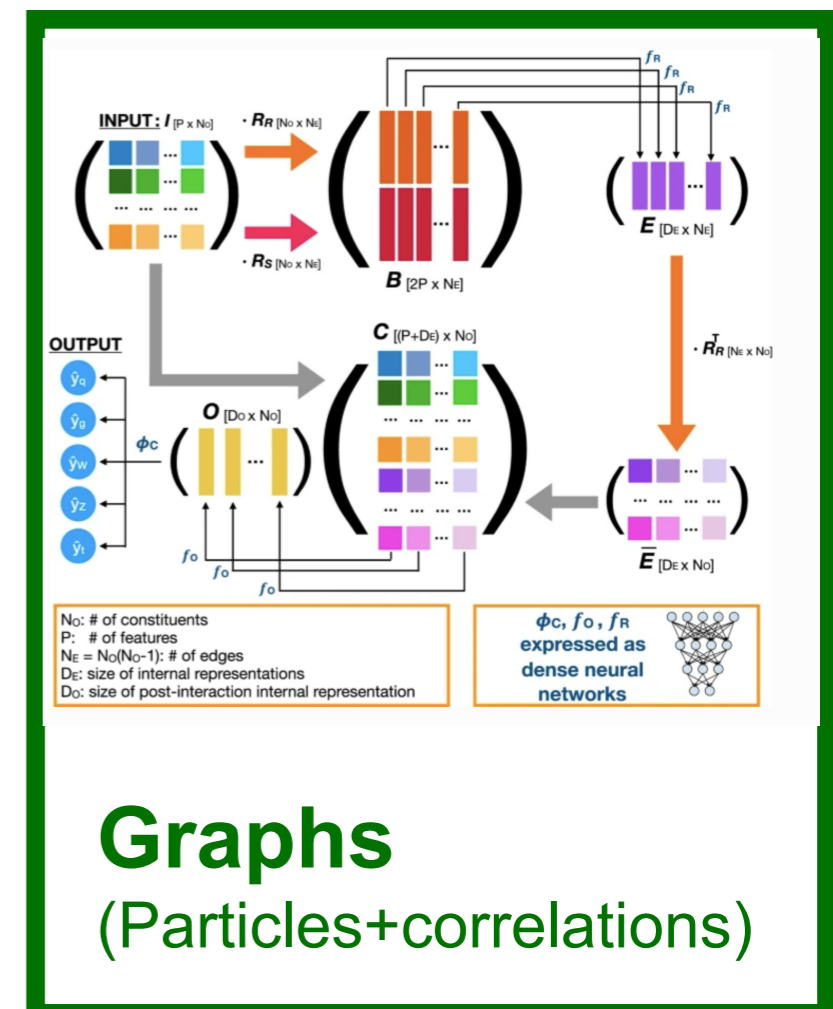 INPUT: I [P x No]
· RR [No x NE]
· RS [No x NE]
fR
fR
fR
fR
...
...
... ... ... ...
...
...
...
B [2P x NE]
...
E [DE x NE]
· RR^T [NE x No]
OUTPUT
ŷq
ŷg
ŷw
ŷz
ŷt
ϕC
O [Do x No]
...
C [(P+DE) x No]
...
...
... ... ... ...
...
...
... ... ... ...
...
fO
fO
fO
...
... ... ... ...
...
E̅ [DE x No]
No: # of constituents
P: # of features
NE = No(No-1): # of edges
DE: size of internal representations
Do: size of post-interaction internal representation
ϕC, fO, fR
expressed as
dense neural
networks
Graphs
(Particles+correlations)